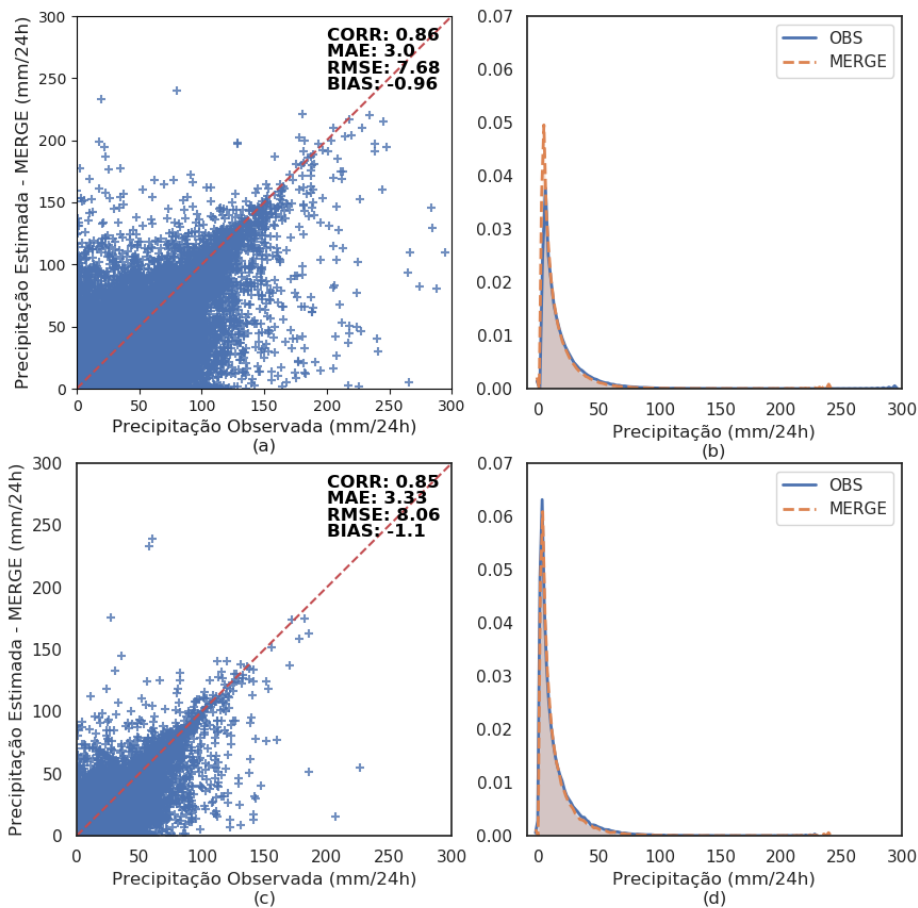 300
250
200
150
100
50
0
Precipitação Estimada - MERGE (mm/24h)
CORR: 0.86
MAE: 3.0
RMSE: 7.68
BIAS: -0.96
0 50 100 150 200 250 300
Precipitação Observada (mm/24h)
(a)
0.07
0.06
0.05
0.04
0.03
0.02
0.01
0.00
OBS
MERGE
0 50 100 150 200 250 300
Precipitação (mm/24h)
(b)
300
250
200
150
100
50
0
Precipitação Estimada - MERGE (mm/24h)
CORR: 0.85
MAE: 3.33
RMSE: 8.06
BIAS: -1.1
0 50 100 150 200 250 300
Precipitação Observada (mm/24h)
(c)
0.07
0.06
0.05
0.04
0.03
0.02
0.01
0.00
OBS
MERGE
0 50 100 150 200 250 300
Precipitação (mm/24h)
(d)